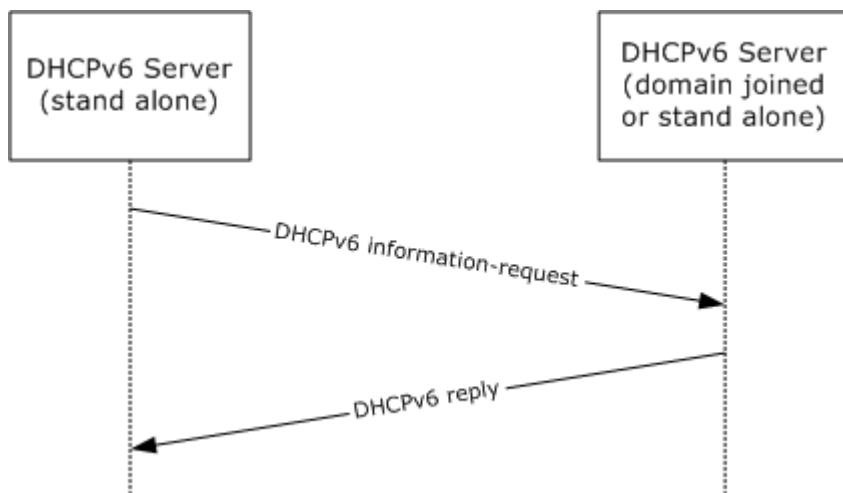 DHCPv6 Server
(stand alone)
DHCPv6 Server
(domain joined
or stand alone)
DHCPv6 information-request
DHCPv6 reply